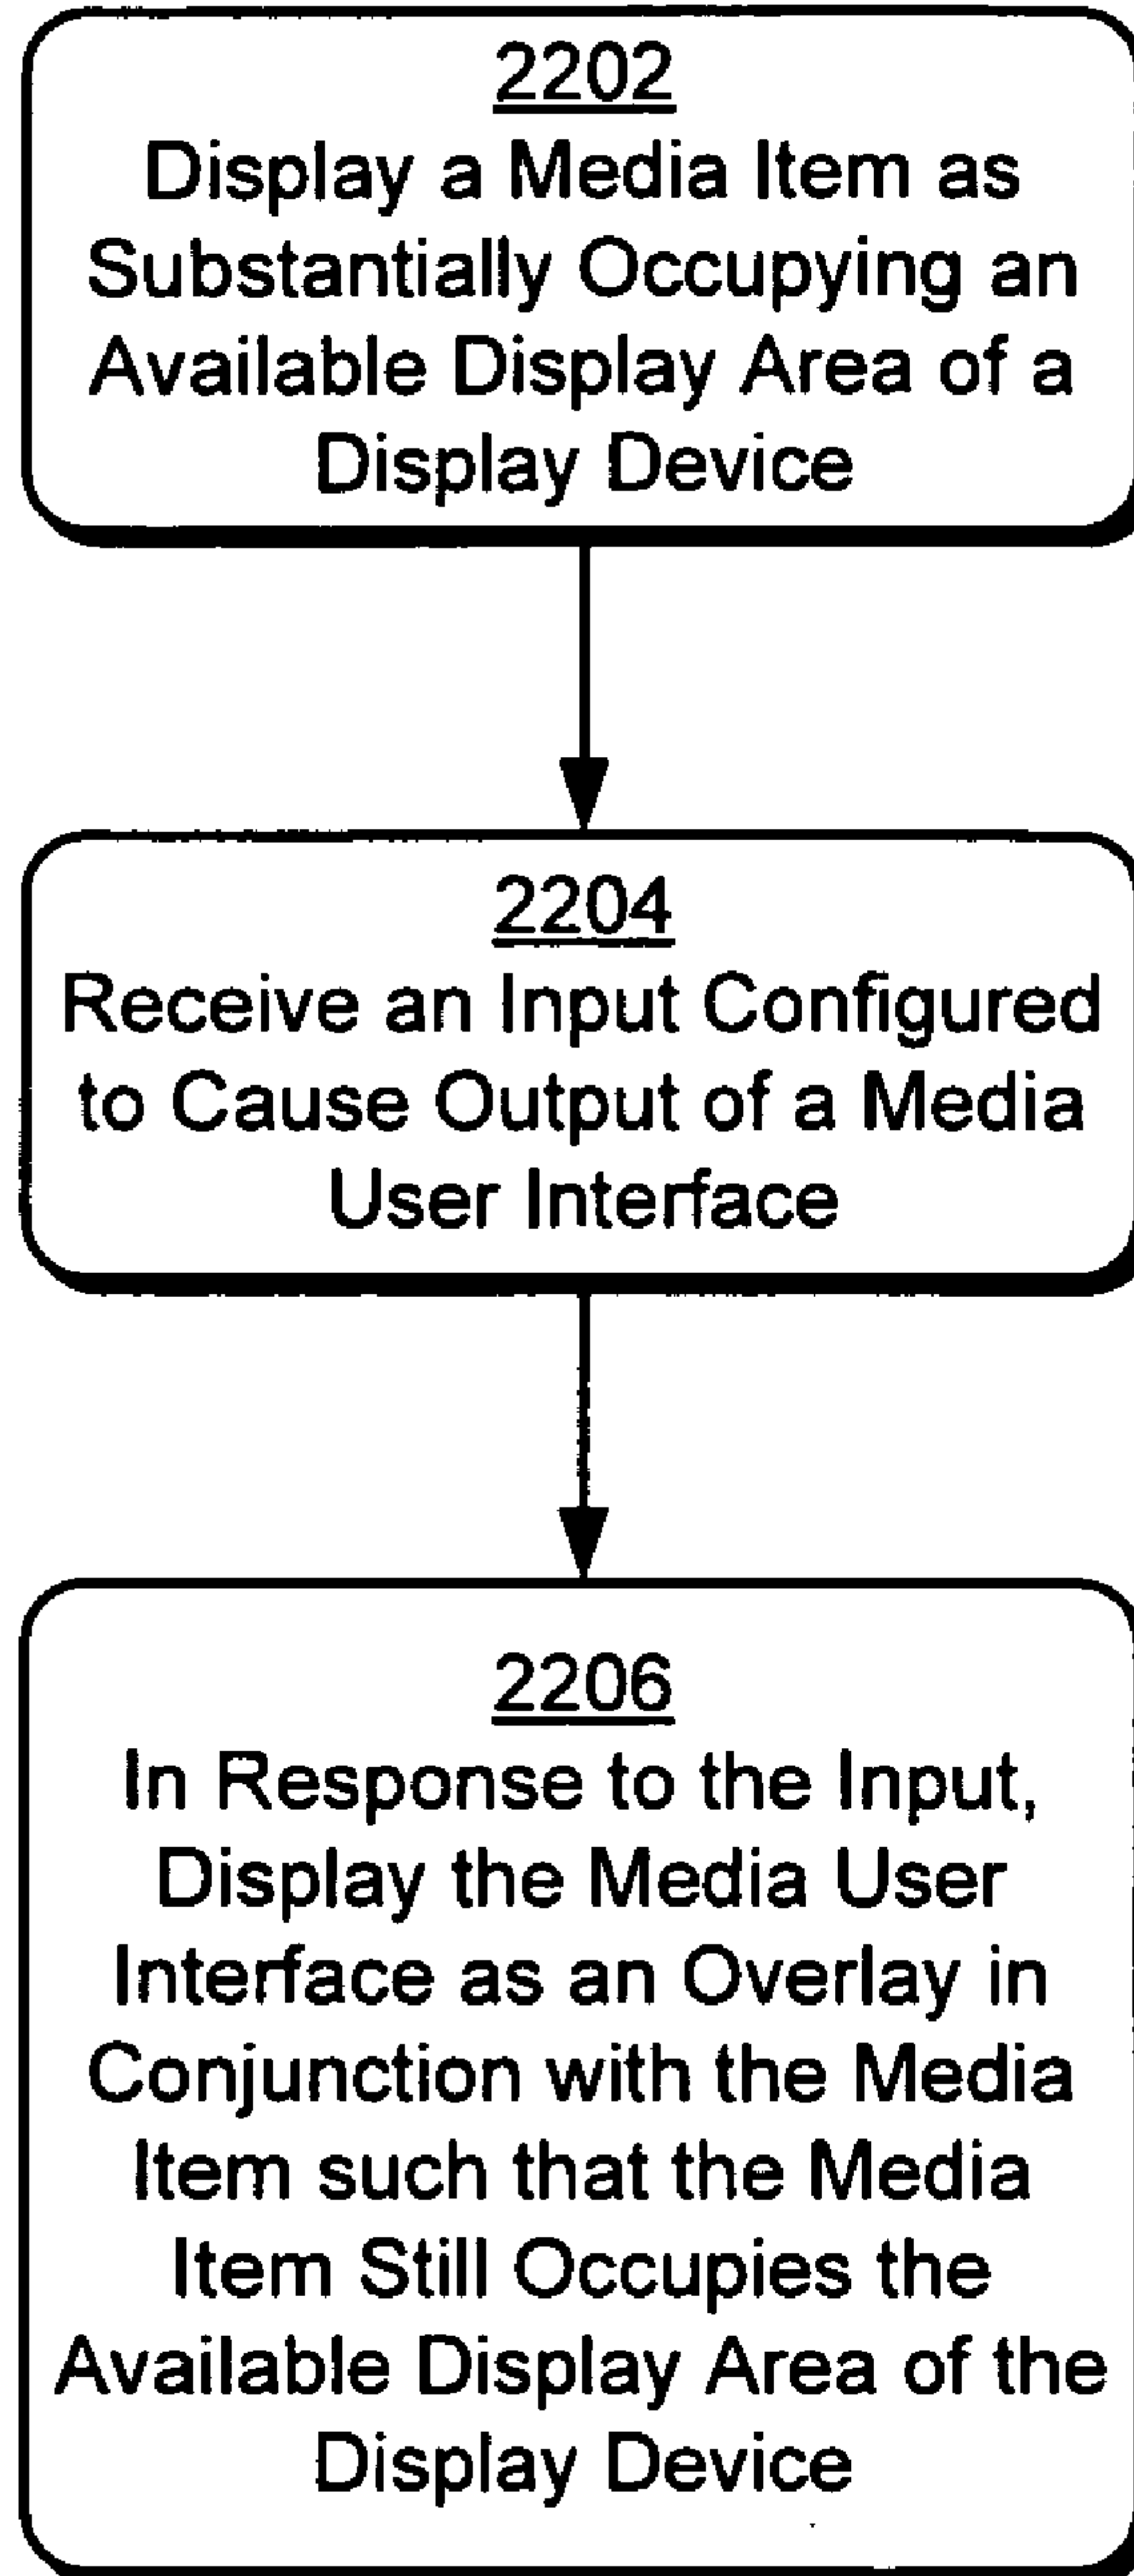 2202
Display a Media Item as
Substantially Occupying an
Available Display Area of a
Display Device
2204
Receive an Input Configured
to Cause Output of a Media
User Interface
2206
In Response to the Input,
Display the Media User
Interface as an Overlay in
Conjunction with the Media
Item such that the Media
Item Still Occupies the
Available Display Area of the
Display Device